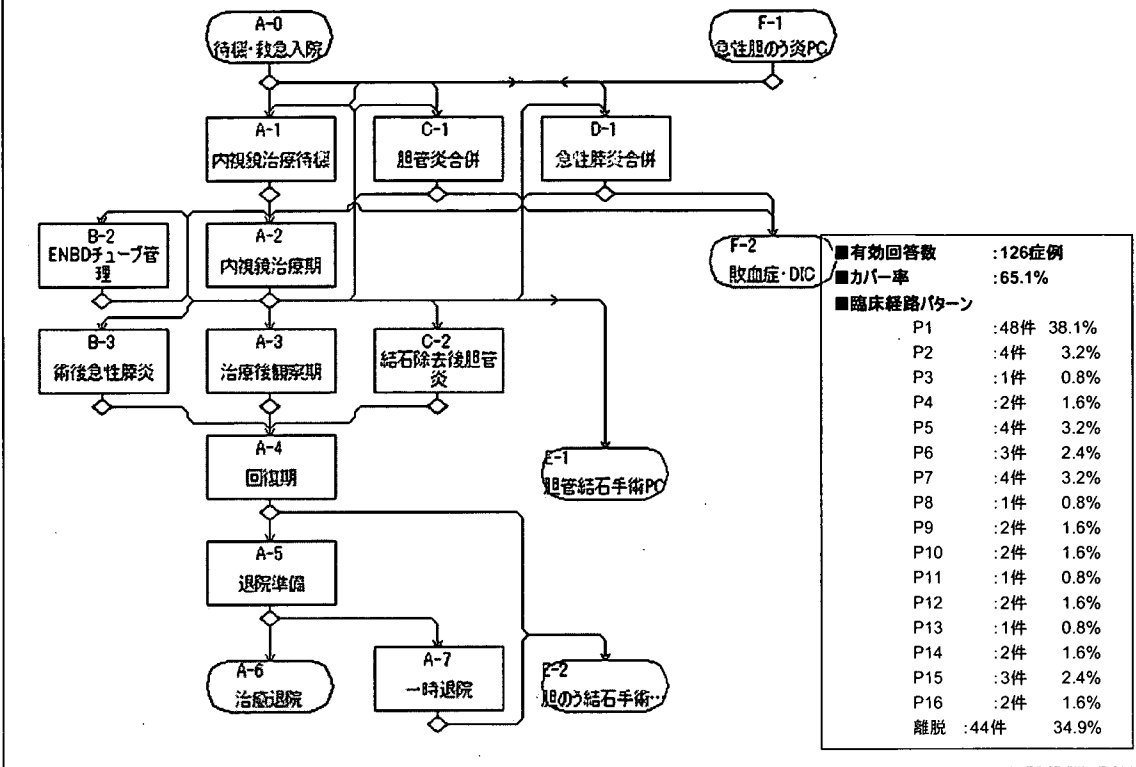 A-0
待機・救急入院
F-1
急性胆のう炎PC
A-1
内視鏡治療待機
C-1
胆管炎合併
D-1
急性膵炎合併
B-2
ENBDチューブ管
理
A-2
内視鏡治療期
F-2
敗血症・DIC
B-3
術後急性膵炎
A-3
治療後観察期
C-2
結石除去後胆管
炎
A-4
回復期
E-1
胆管結石手術PC
A-5
退院準備
A-6
治癒退院
A-7
一時退院
E-2
胆のう結石手術…
■有効回答数 :126症例
■カバー率 :65.1%
■臨床経路パターン
P1 :48件 38.1%
P2 :4件 3.2%
P3 :1件 0.8%
P4 :2件 1.6%
P5 :4件 3.2%
P6 :3件 2.4%
P7 :4件 3.2%
P8 :1件 0.8%
P9 :2件 1.6%
P10 :2件 1.6%
P11 :1件 0.8%
P12 :2件 1.6%
P13 :1件 0.8%
P14 :2件 1.6%
P15 :3件 2.4%
P16 :2件 1.6%
離脱 :44件 34.9%